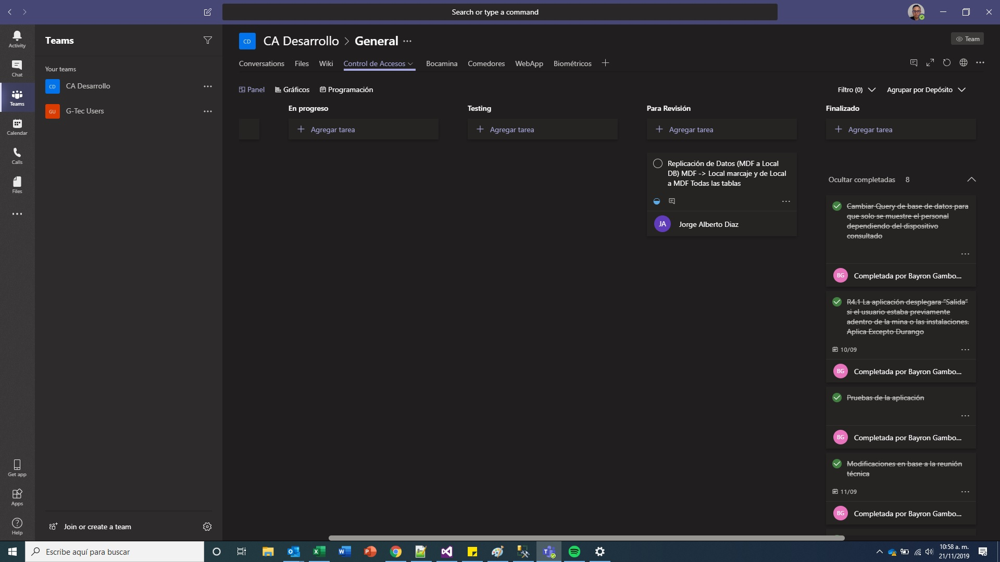 Search or type a command
Activity
Chat
Teams
Calendar
Calls
Files
Get app
Apps
Help
Teams
Your teams
CD CA Desarrollo
GU G-Tec Users
Join or create a team
CD CA Desarrollo > General
Team
Conversations Files Wiki Control de Accesos Bocamina Comedores WebApp Biométricos
Panel Gráficos Programación
Filtro (0) Agrupar por Depósito
En progreso
Agregar tarea
Testing
Agregar tarea
Para Revisión
Agregar tarea
Replicación de Datos (MDF a Local
DB) MDF -> Local marcaje y de Local
a MDF Todas las tablas
JA Jorge Alberto Diaz
Finalizado
Agregar tarea
Ocultar completadas 8
Cambiar Query de base de datos para
que solo se muestre el personal
dependiendo del dispositivo
consultado
BG Completada por Bayron Gambo...
R4.1 La aplicación desplegara “Salida”
si el usuario estaba previamente
adentro de la mina o las instalaciones.
Aplica Excepto Durango
10/09
BG Completada por Bayron Gambo...
Pruebas de la aplicación
BG Completada por Bayron Gambo...
Modificaciones en base a la reunión
técnica
11/09
BG Completada por Bayron Gambo...
Escribe aquí para buscar
10:58 a. m.
21/11/2019